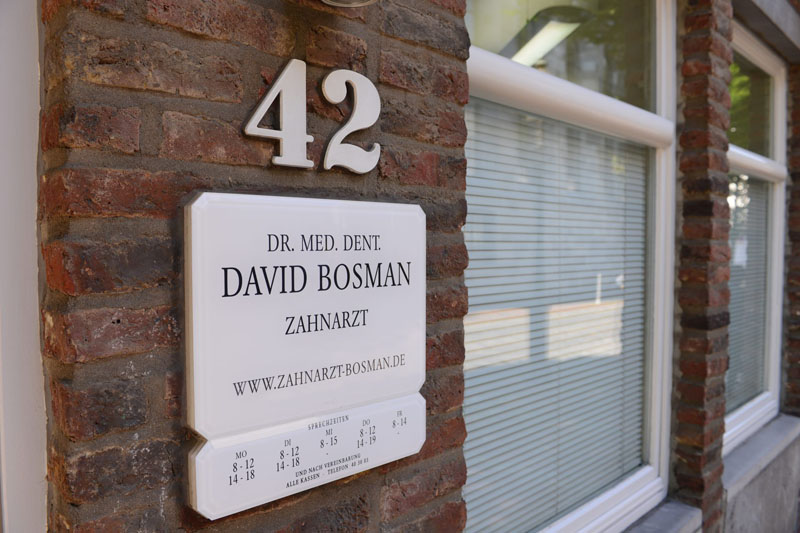 42
DR. MED. DENT.
DAVID BOSMAN
ZAHNARZT
WWW.ZAHNARZT-BOSMAN.DE
SPRECHZEITEN
MO DI MI DO FR
8 - 12 8 - 12 8 - 15 8 - 12 8 - 14
14 - 18 14 - 18 - 14 - 19 -
UND NACH VEREINBARUNG
ALLE KASSEN · TELEFON